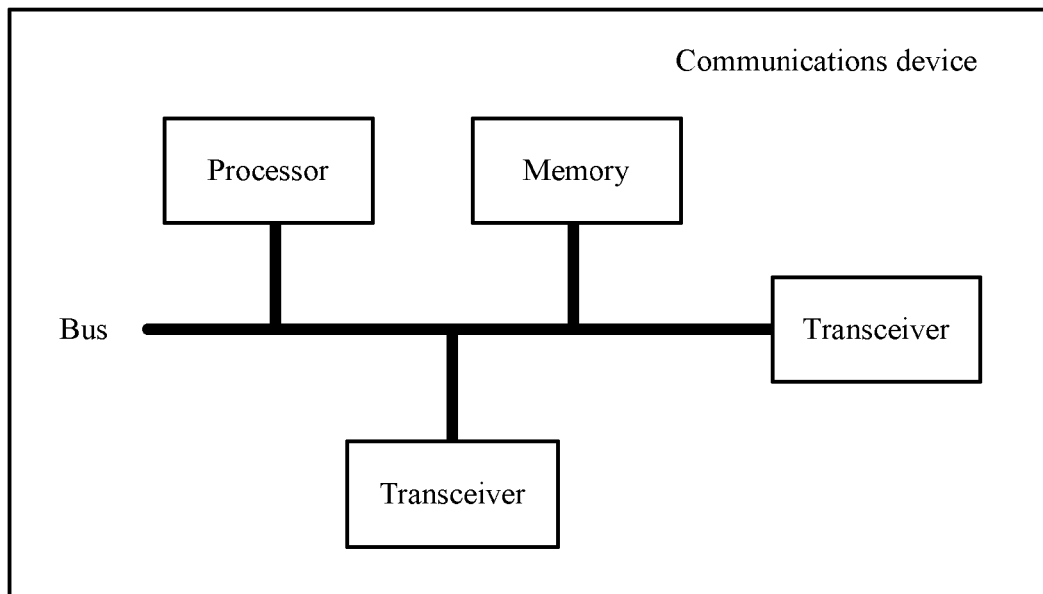 Communications device
Processor
Memory
Bus
Transceiver
Transceiver